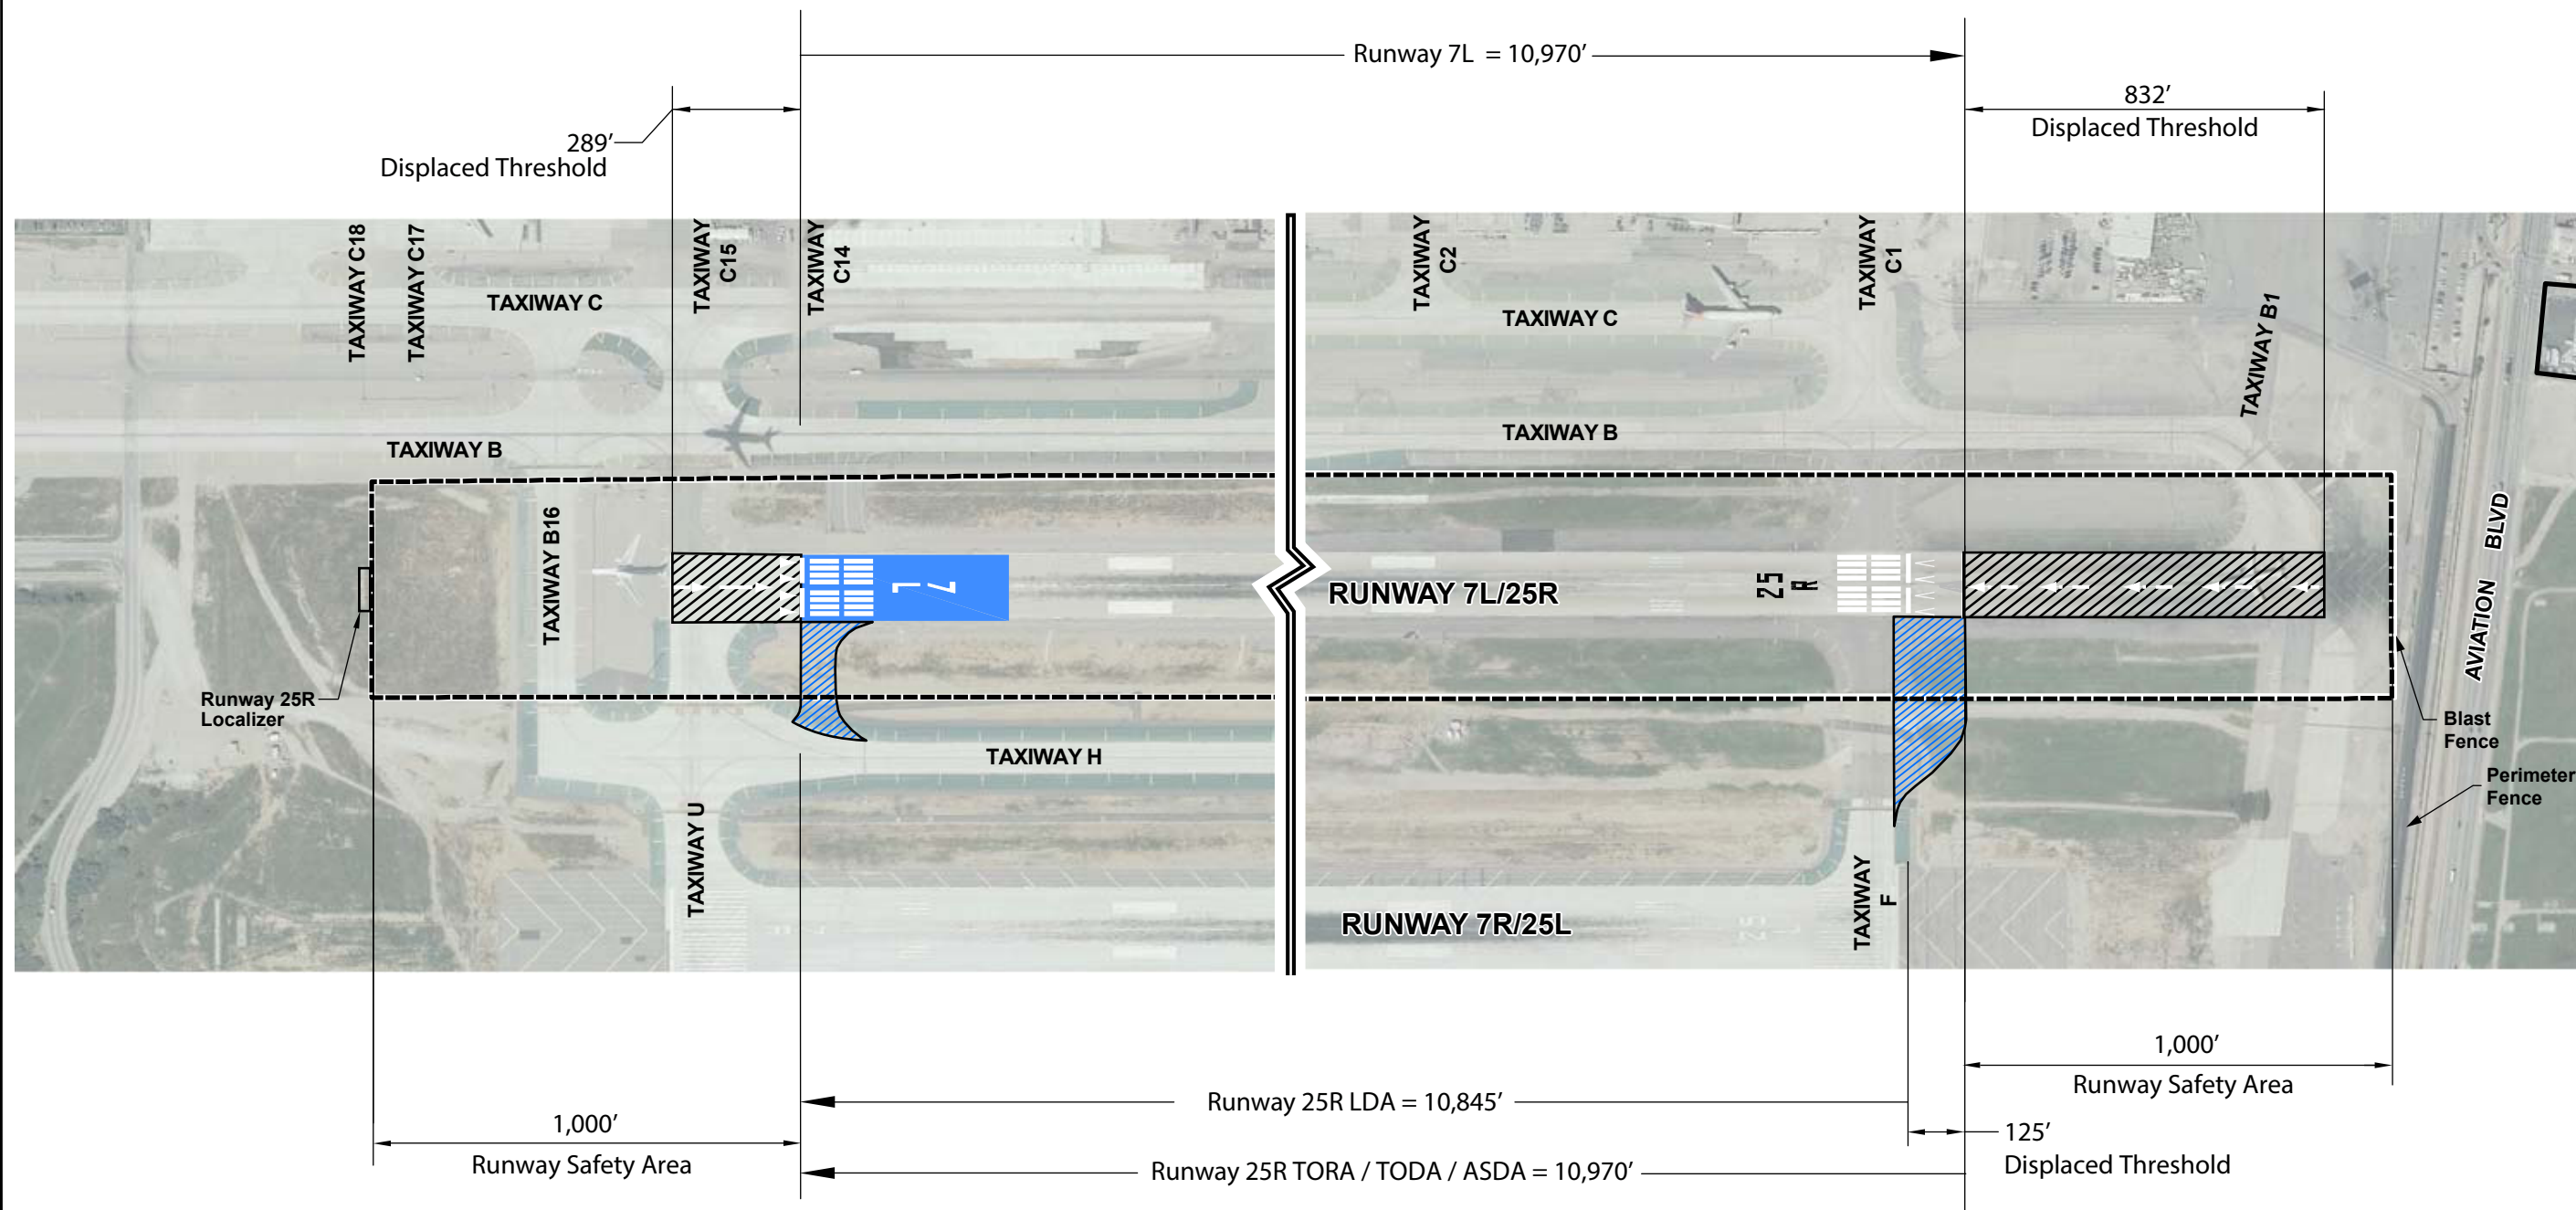 Runway 7L = 10,970’
832’
Displaced Threshold
289’
Displaced Threshold
TAXIWAY C18
TAXIWAY C17
TAXIWAY C
TAXIWAY
C15
TAXIWAY
C14
TAXIWAY
C2
TAXIWAY C
TAXIWAY
C1
TAXIWAY B1
TAXIWAY B
TAXIWAY B
TAXIWAY B16
7
L
RUNWAY 7L/25R
25
R
AVIATION BLVD
Runway 25R
Localizer
TAXIWAY H
Blast
Fence
Perimeter
Fence
TAXIWAY U
RUNWAY 7R/25L
TAXIWAY
F
1,000’
Runway Safety Area
Runway 25R LDA = 10,845’
1,000’
Runway Safety Area
125’
Displaced Threshold
Runway 25R TORA / TODA / ASDA = 10,970’